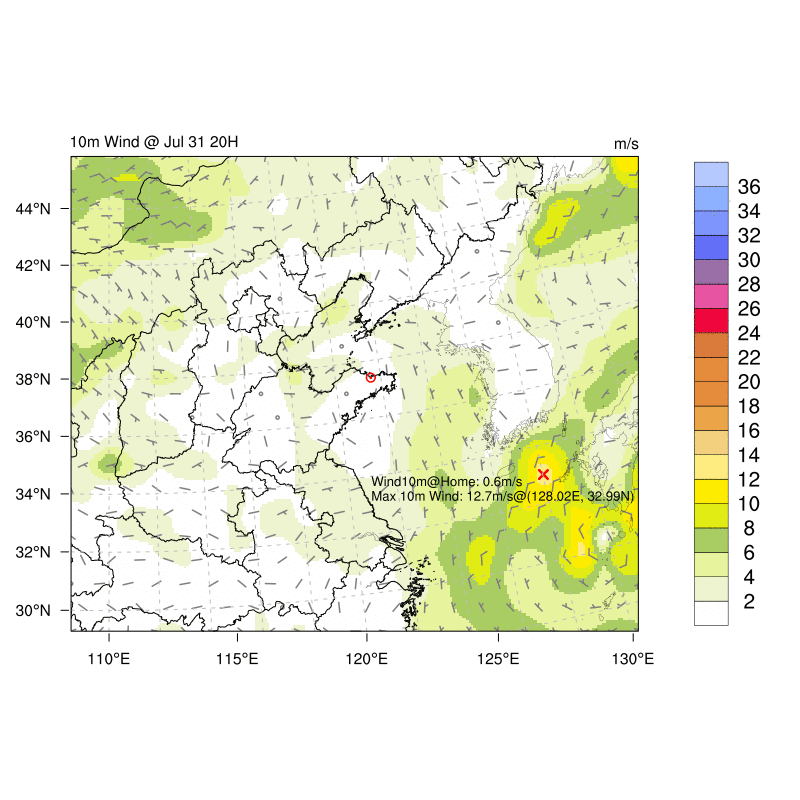 10m Wind @ Jul 31 20H
m/s
44°N
42°N
40°N
38°N
36°N
34°N
32°N
30°N
110°E
115°E
120°E
125°E
130°E
Wind10m@Home: 0.6m/s
Max 10m Wind: 12.7m/s@(128.02E, 32.99N)
36
34
32
30
28
26
24
22
20
18
16
14
12
10
8
6
4
2